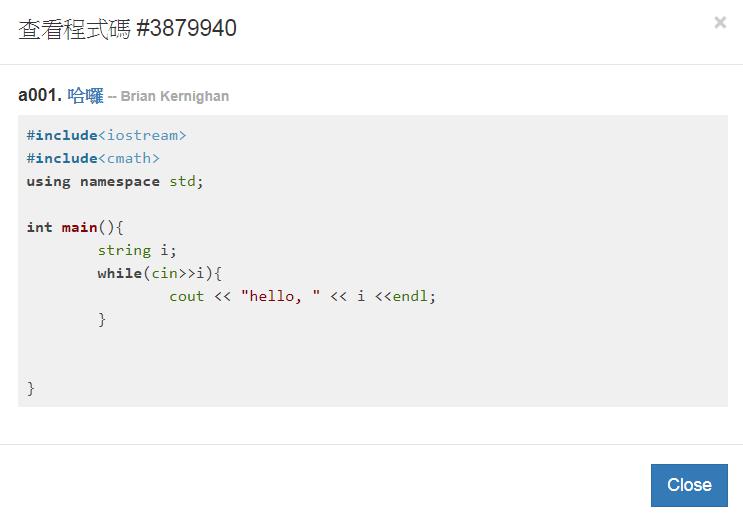 查看程式碼 #3879940
×
a001. 哈囉 -- Brian Kernighan
#include<iostream>
#include<cmath>
using namespace std;
int main(){
string i;
while(cin>>i){
cout << "hello, " << i <<endl;
}
}
Close